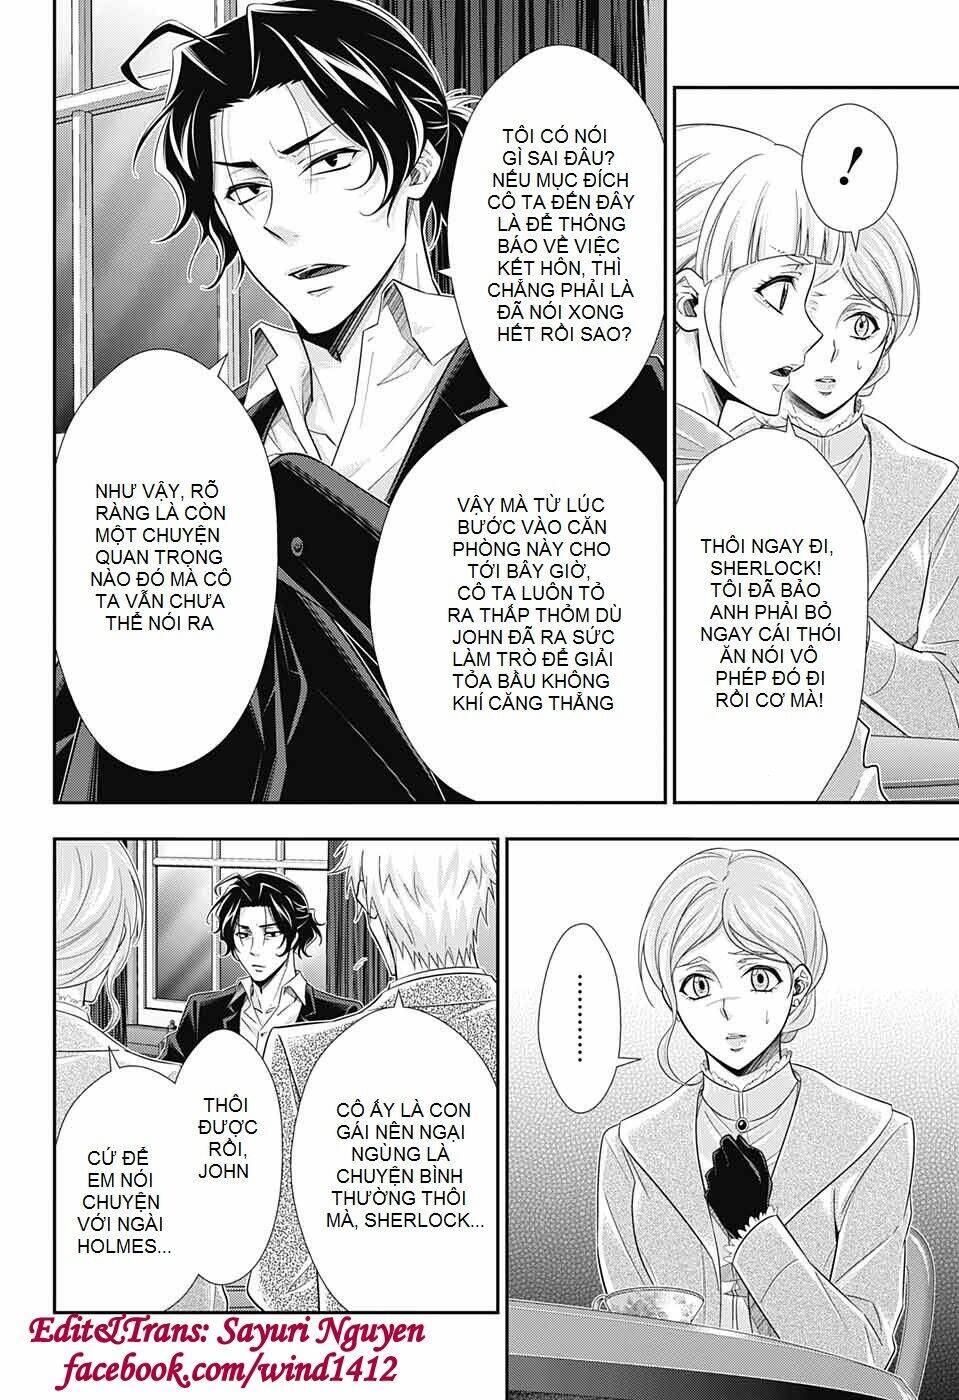 !
THÔI NGAY ĐI,
SHERLOCK!
TÔI ĐÃ BẢO
ANH PHẢI BỎ
NGAY CÁI THÓI
ĂN NÓI VÔ
PHÉP ĐÓ ĐI
RỒI CƠ MÀ!
TÔI CÓ NÓI
GÌ SAI ĐÂU?
NẾU MỤC ĐÍCH
CÔ TA ĐẾN ĐÂY
LÀ ĐỂ THÔNG
BÁO VỀ VIỆC
KẾT HÔN, THÌ
CHẲNG PHẢI LÀ
ĐÃ NÓI XONG
HẾT RỒI SAO?
VẬY MÀ TỪ LÚC
BƯỚC VÀO CĂN
PHÒNG NÀY CHO
TỚI BÂY GIỜ,
CÔ TA LUÔN TỎ
RA THẤP THỎM DÙ
JOHN ĐÃ RA SỨC
LÀM TRÒ ĐỂ GIẢI
TỎA BẦU KHÔNG
KHÍ CĂNG THẲNG
NHƯ VẬY, RÕ
RÀNG LÀ CÒN
MỘT CHUYỆN
QUAN TRỌNG
NÀO ĐÓ MÀ CÔ
TA VẪN CHƯA
THỂ NÓI RA
.........
CÔ ẤY LÀ CON
GÁI NÊN NGẠI
NGÙNG LÀ
CHUYỆN BÌNH
THƯỜNG THÔI
MÀ, SHERLOCK...
THÔI
ĐƯỢC
RỒI,
JOHN
CỨ ĐỂ
EM NÓI
CHUYỆN
VỚI NGÀI
HOLMES...
Edit&Trans: Sayuri Nguyen
facebook.com/wind1412